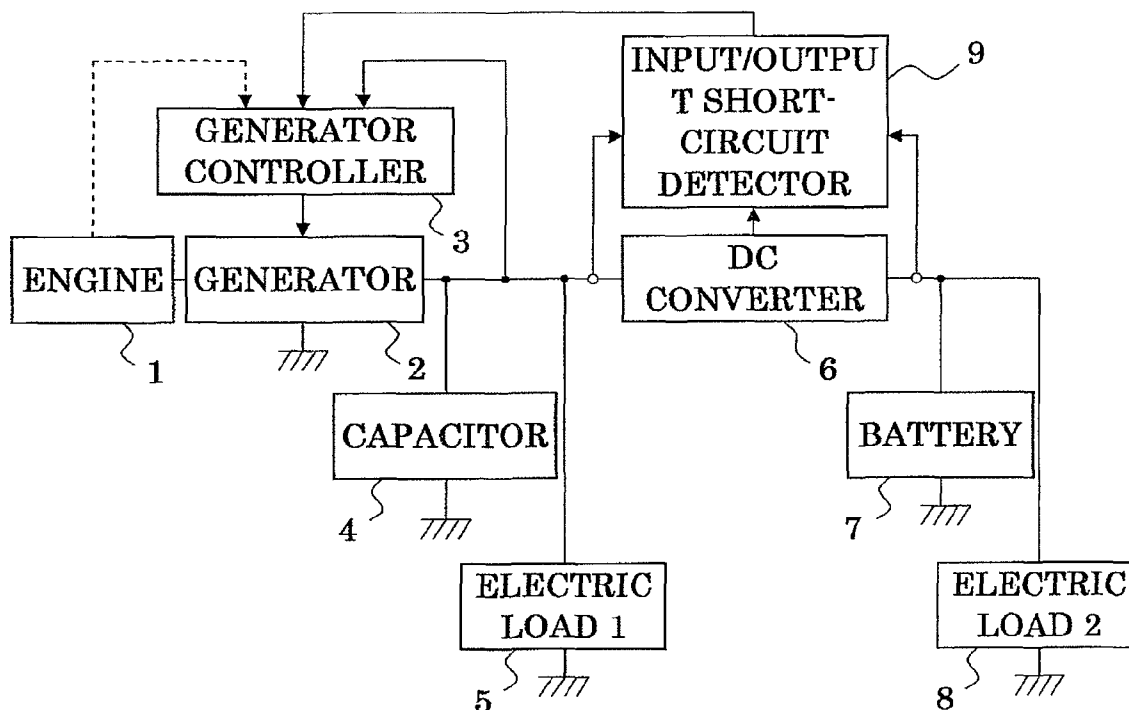 INPUT/OUTPU
T SHORT-
CIRCUIT
DETECTOR
9
GENERATOR
CONTROLLER
3
ENGINE
1
GENERATOR
2
DC
CONVERTER
6
CAPACITOR
4
BATTERY
7
ELECTRIC
LOAD 1
5
ELECTRIC
LOAD 2
8